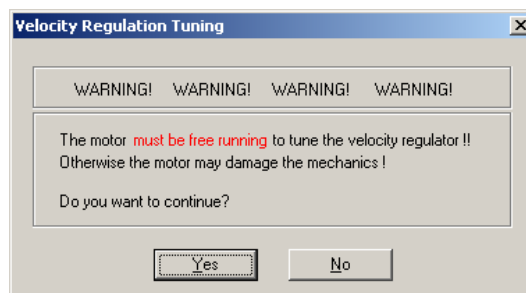 Velocity Regulation Tuning
WARNING! WARNING! WARNING! WARNING!
The motor must be free running to tune the velocity regulator !!
Otherwise the motor may damage the mechanics !
Do you want to continue?
Yes No